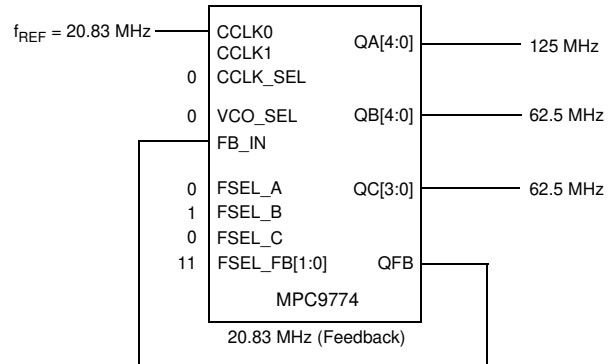 f_REF = 20.83 MHz CCLK0 QA[4:0] 125 MHz
CCLK1
0 CCLK_SEL
0 VCO_SEL QB[4:0] 62.5 MHz
FB_IN
0 FSEL_A QC[3:0] 62.5 MHz
1 FSEL_B
0 FSEL_C
11 FSEL_FB[1:0] QFB
MPC9774
20.83 MHz (Feedback)